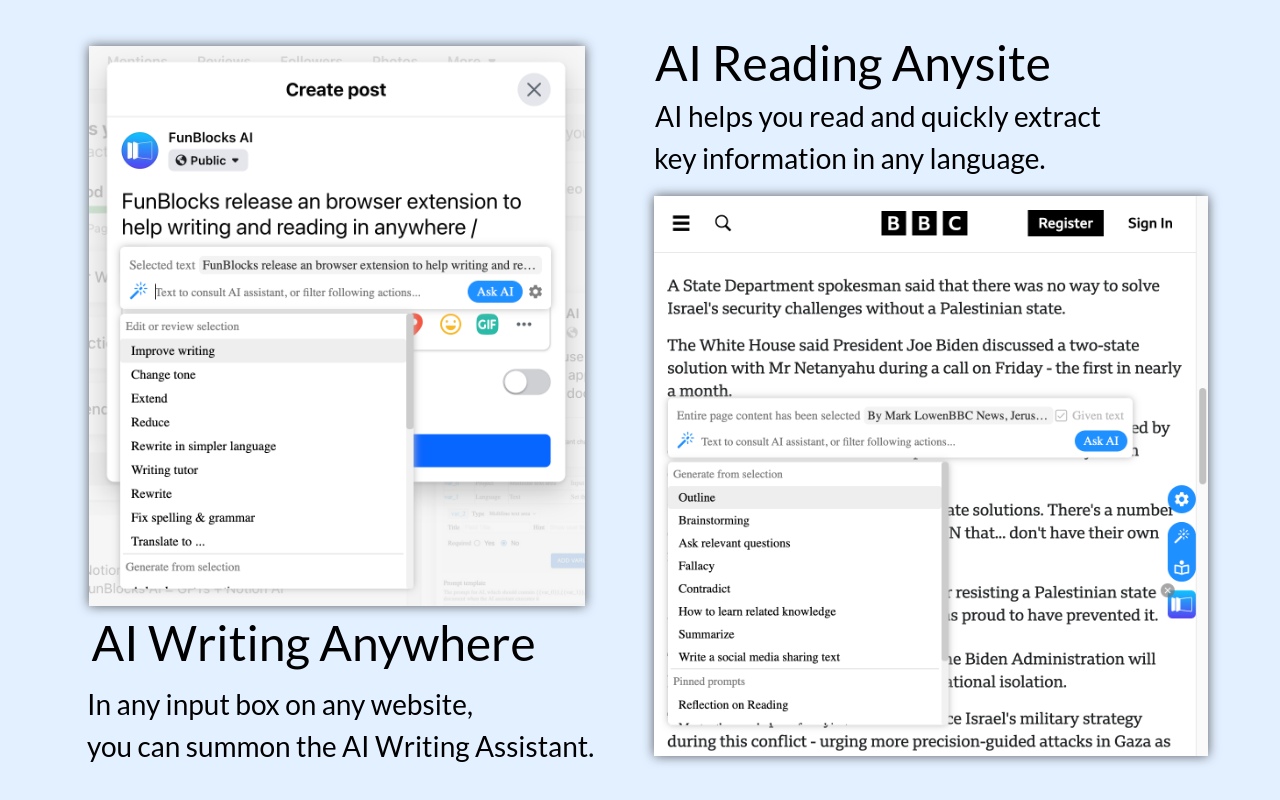 Mentions Reviews Followers Photos More
Create post
FunBlocks AI
Public
FunBlocks release an browser extension to
help writing and reading in anywhere /
Selected text FunBlocks release an browser extension to help writing and re...
Text to consult AI assistant, or filter following actions... Ask AI
GIF
Edit or review selection
Improve writing
Change tone
Extend
Reduce
Rewrite in simpler language
Writing tutor
Rewrite
Fix spelling & grammar
Translate to ...
Generate from selection
AI Writing Anywhere
In any input box on any website,
you can summon the AI Writing Assistant.
AI Reading Anysite
AI helps you read and quickly extract
key information in any language.
BBC Register Sign In
A State Department spokesman said that there was no way to solve
Israel's security challenges without a Palestinian state.
The White House said President Joe Biden discussed a two-state
solution with Mr Netanyahu during a call on Friday - the first in nearly
a month.
Entire page content has been selected By Mark LowenBBC News, Jerus... Given text
ed by
Text to consult AI assistant, or filter following actions... Ask AI
Generate from selection
Outline
Brainstorming
Ask relevant questions
Fallacy
Contradict
How to learn related knowledge
Summarize
Write a social media sharing text
Pinned prompts
Reflection on Reading
ate solutions. There's a number
N that... don't have their own
r resisting a Palestinian state
s proud to have prevented it.
e Biden Administration will
ational isolation.
ce Israel's military strategy
during this conflict - urging more precision-guided attacks in Gaza as